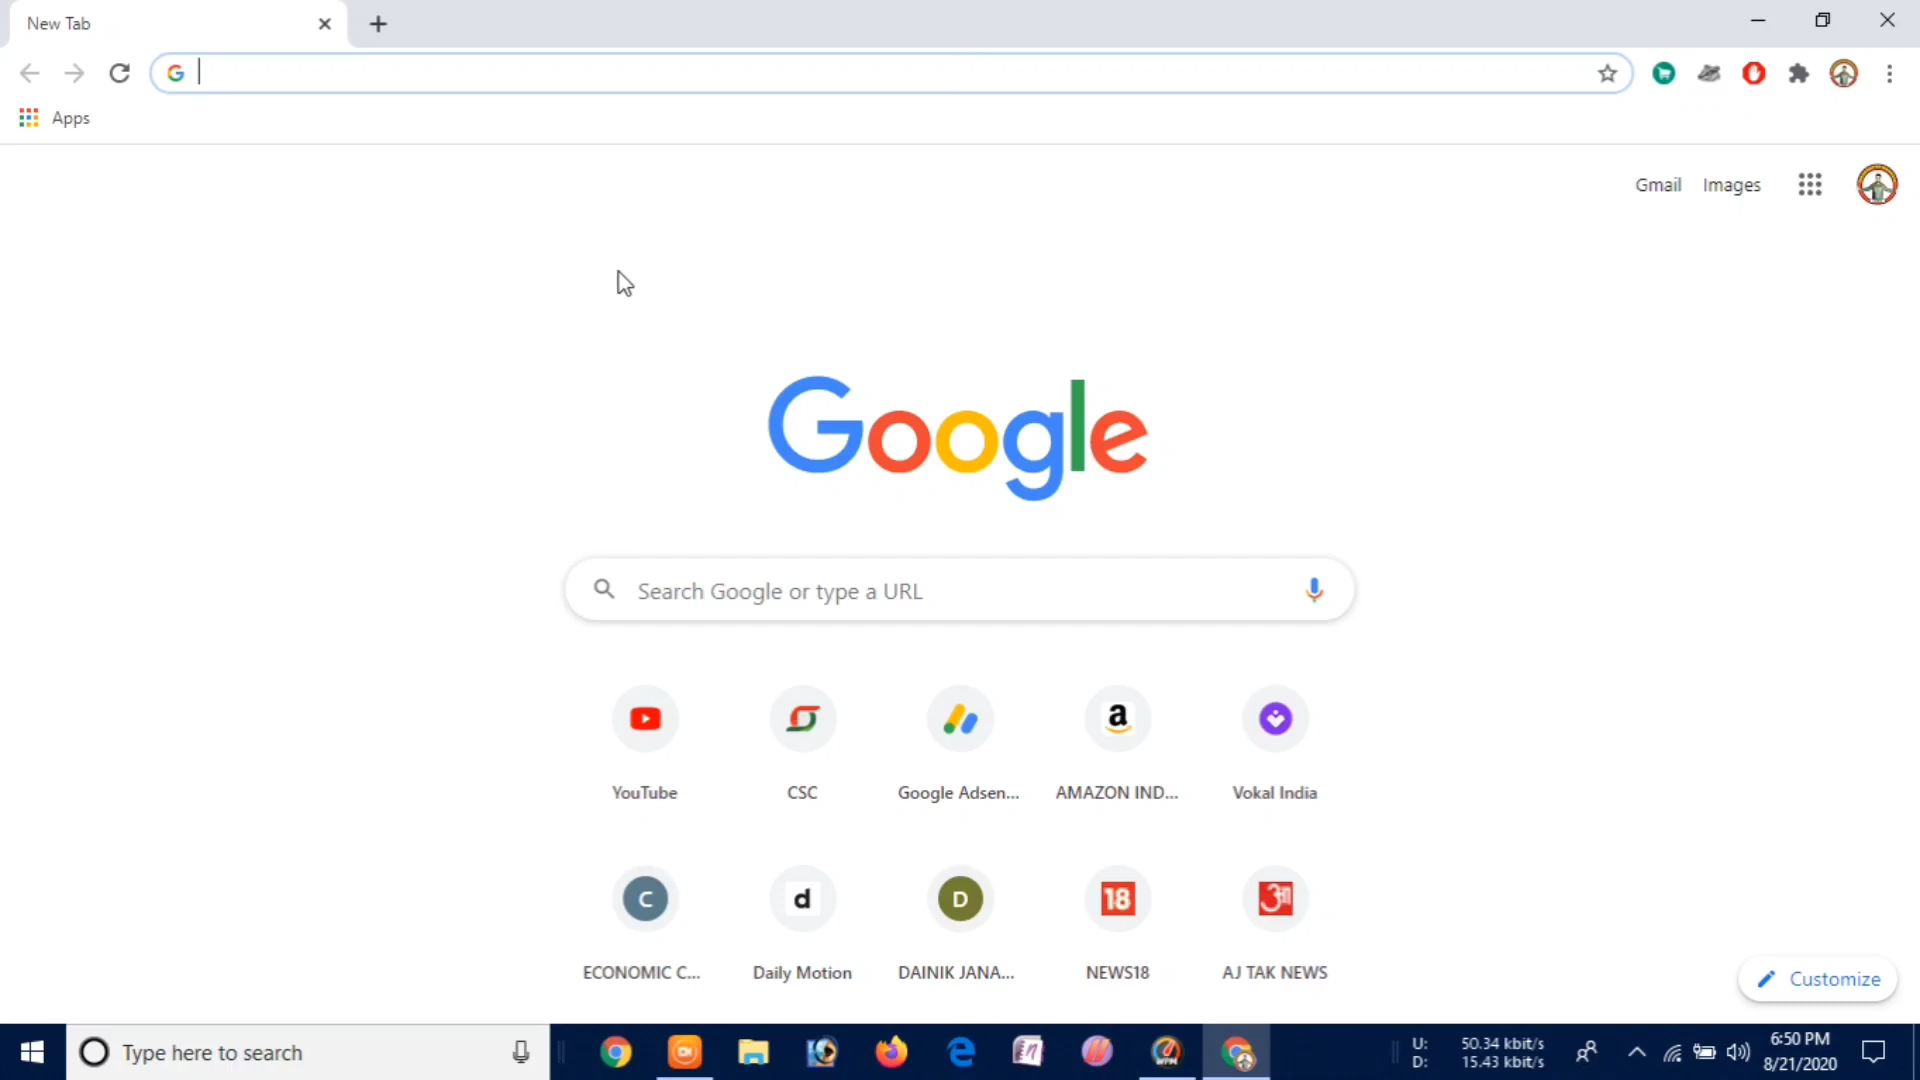 New Tab
Apps
Gmail Images
Google
Search Google or type a URL
YouTube CSC Google Adsen... AMAZON IND... Vokal India
a
C d D 18 आ
ECONOMIC C... Daily Motion DAINIK JANA... NEWS18 AJ TAK NEWS
Customize
Type here to search
U: 50.34 kbit/s
D: 15.43 kbit/s
6:50 PM
8/21/2020